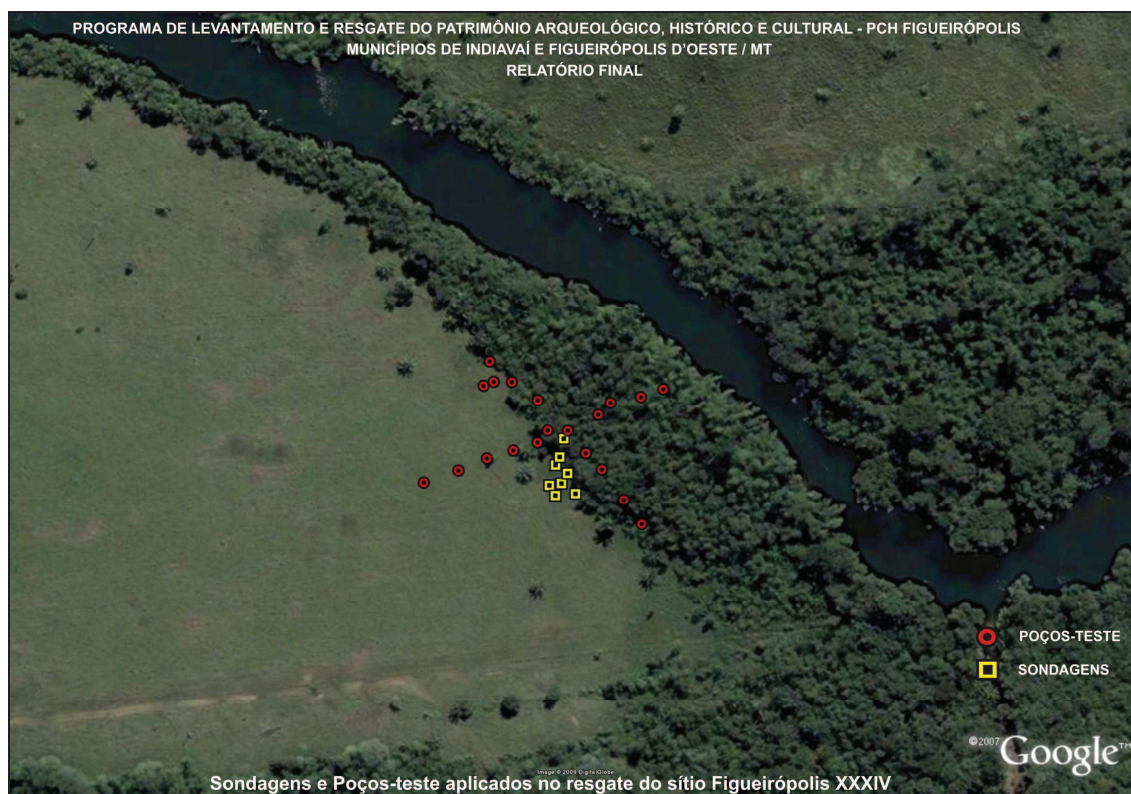 PROGRAMA DE LEVANTAMENTO E RESGATE DO PATRIMÔNIO ARQUEOLÓGICO, HISTÓRICO E CULTURAL - PCH FIGUEIRÓPOLIS
MUNICÍPIOS DE INDIAVAÍ E FIGUEIRÓPOLIS D'OESTE / MT
RELATÓRIO FINAL
POÇOS-TESTE
SONDAGENS
©2007 Google™
Image © 2009 DigitalGlobe
Sondagens e Poços-teste aplicados no resgate do sítio Figueirópolis XXXIV